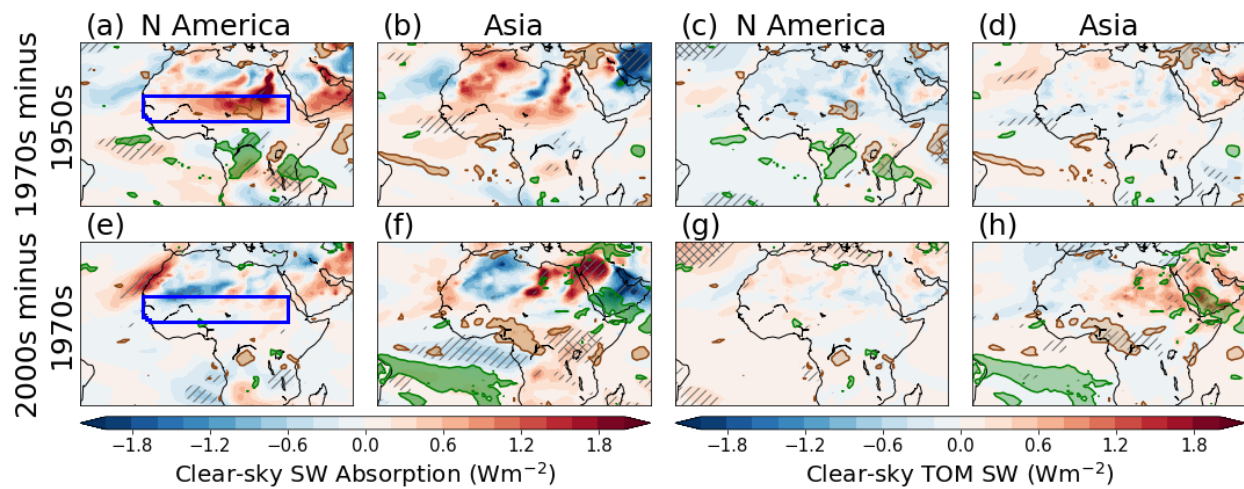 (a) N America
(b) Asia
(c) N America
(d) Asia
1970s minus
1950s
(e)
(f)
(g)
(h)
2000s minus
1970s
−1.8 −1.2 −0.6 0.0 0.6 1.2 1.8
−1.8 −1.2 −0.6 0.0 0.6 1.2 1.8
Clear-sky SW Absorption (Wm⁻²)
Clear-sky TOM SW (Wm⁻²)